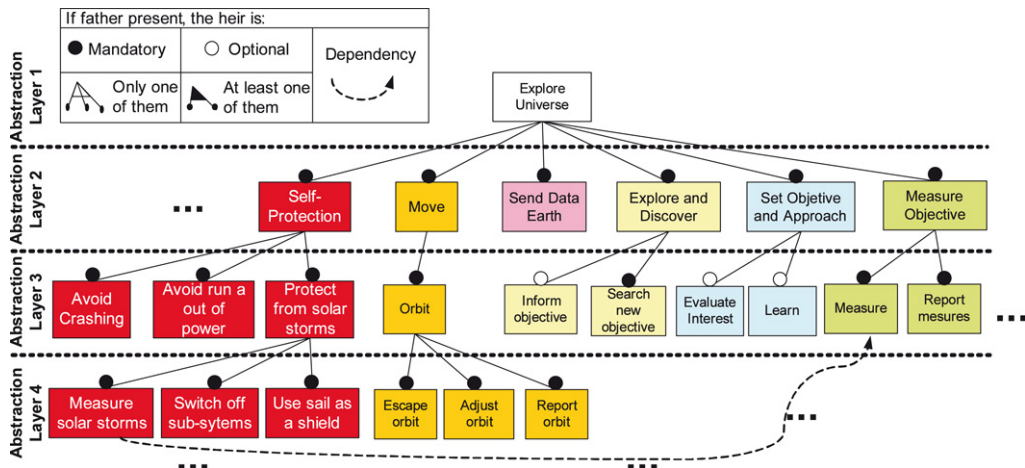 If father present, the heir is:
Mandatory
Optional
Dependency
Only one
of them
At least one
of them
Abstraction
Layer 1
Explore
Universe
Abstraction
Layer 2
...
Self-
Protection
Move
Send Data
Earth
Explore and
Discover
Set Objetive
and Approach
Measure
Objective
Abstraction
Layer 3
Avoid
Crashing
Avoid run a
out of
power
Protect
from solar
storms
Orbit
Inform
objective
Search
new
objective
Evaluate
Interest
Learn
Measure
Report
mesures
...
Abstraction
Layer 4
Measure
solar storms
Switch off
sub-sytems
Use sail as
a shield
Escape
orbit
Adjust
orbit
Report
orbit
...
...
...